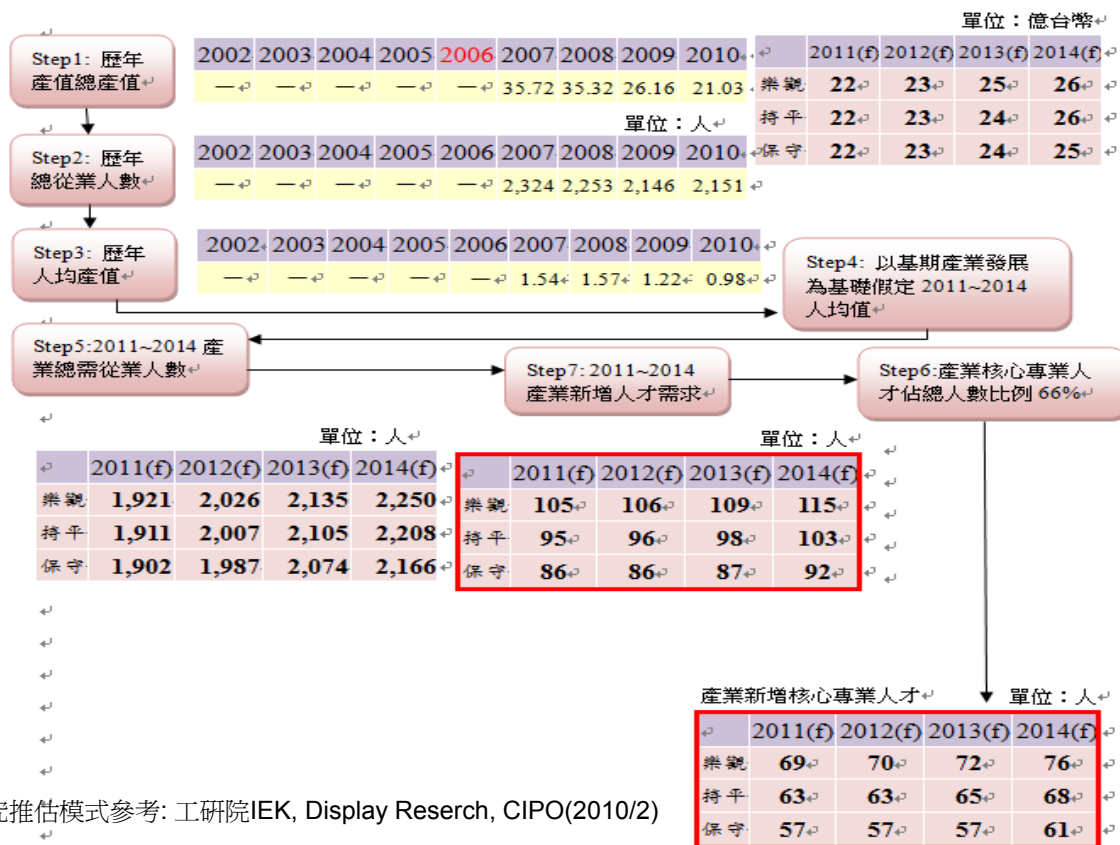 單位：億台幣
Step1: 歷年
產值總產值
2002 2003 2004 2005 2006 2007 2008 2009 2010
— — — — — 35.72 35.32 26.16 21.03
2011(f) 2012(f) 2013(f) 2014(f)
樂觀 22 23 25 26
持平 22 23 24 26
保守 22 23 24 25
單位：人
Step2: 歷年
總從業人數
2002 2003 2004 2005 2006 2007 2008 2009 2010
— — — — — 2,324 2,253 2,146 2,151
Step3: 歷年
人均產值
2002 2003 2004 2005 2006 2007 2008 2009 2010
— — — — — 1.54 1.57 1.22 0.98
Step4: 以基期產業發展
為基礎假定 2011~2014
人均值
Step5:2011~2014 產
業總需從業人數
Step7: 2011~2014
產業新增人才需求
Step6:產業核心專業人
才佔總人數比例 66%
單位：人
2011(f) 2012(f) 2013(f) 2014(f)
樂觀 1,921 2,026 2,135 2,250
持平 1,911 2,007 2,105 2,208
保守 1,902 1,987 2,074 2,166
單位：人
2011(f) 2012(f) 2013(f) 2014(f)
樂觀 105 106 109 115
持平 95 96 98 103
保守 86 86 87 92
產業新增核心專業人才 單位：人
2011(f) 2012(f) 2013(f) 2014(f)
樂觀 69 70 72 76
持平 63 63 65 68
保守 57 57 57 61
推估模式參考: 工研院IEK, Display Reserch, CIPO(2010/2)